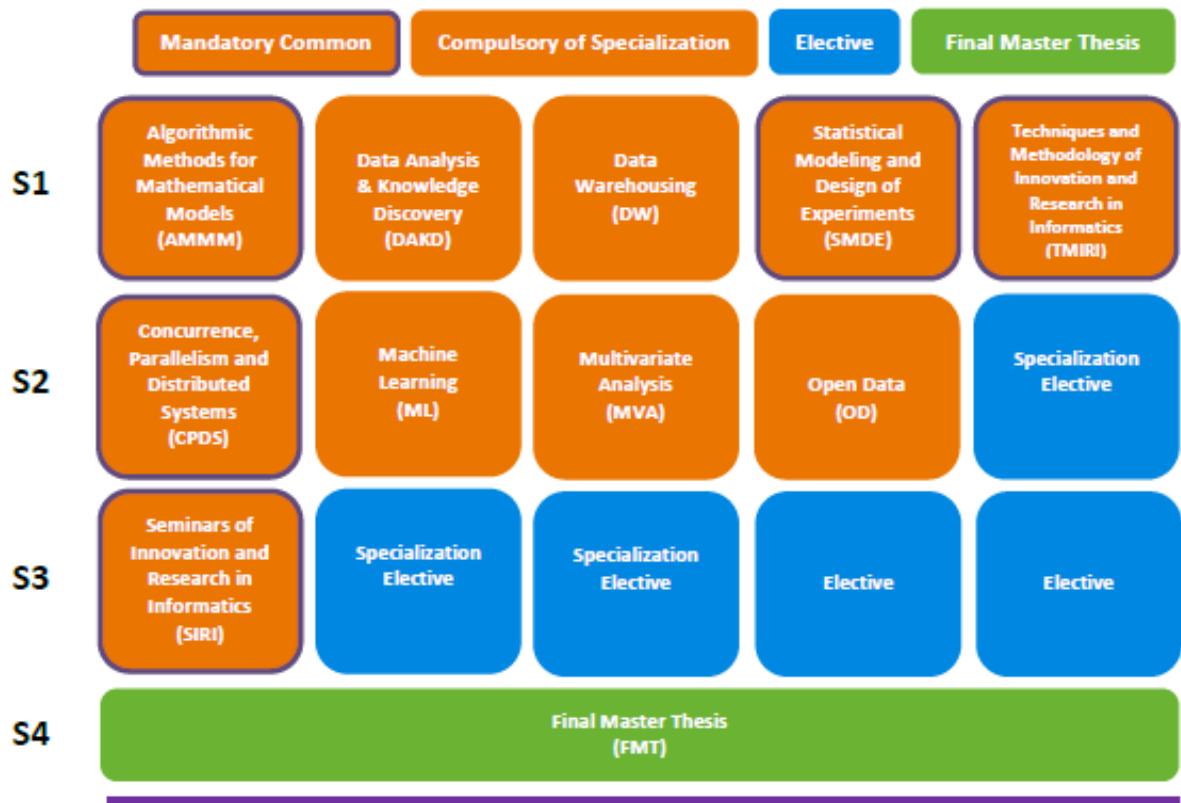 Mandatory Common
Compulsory of Specialization
Elective
Final Master Thesis
S1
Algorithmic
Methods for
Mathematical
Models
(AMMM)
Data Analysis
& Knowledge
Discovery
(DAKD)
Data
Warehousing
(DW)
Statistical
Modeling and
Design of
Experiments
(SMDE)
Techniques and
Methodology of
Innovation and
Research in
Informatics
(TMIRI)
S2
Concurrence,
Parallelism and
Distributed
Systems
(CPDS)
Machine
Learning
(ML)
Multivariate
Analysis
(MVA)
Open Data
(OD)
Specialization
Elective
S3
Seminars of
Innovation and
Research in
Informatics
(SIRI)
Specialization
Elective
Specialization
Elective
Elective
Elective
S4
Final Master Thesis
(FMT)